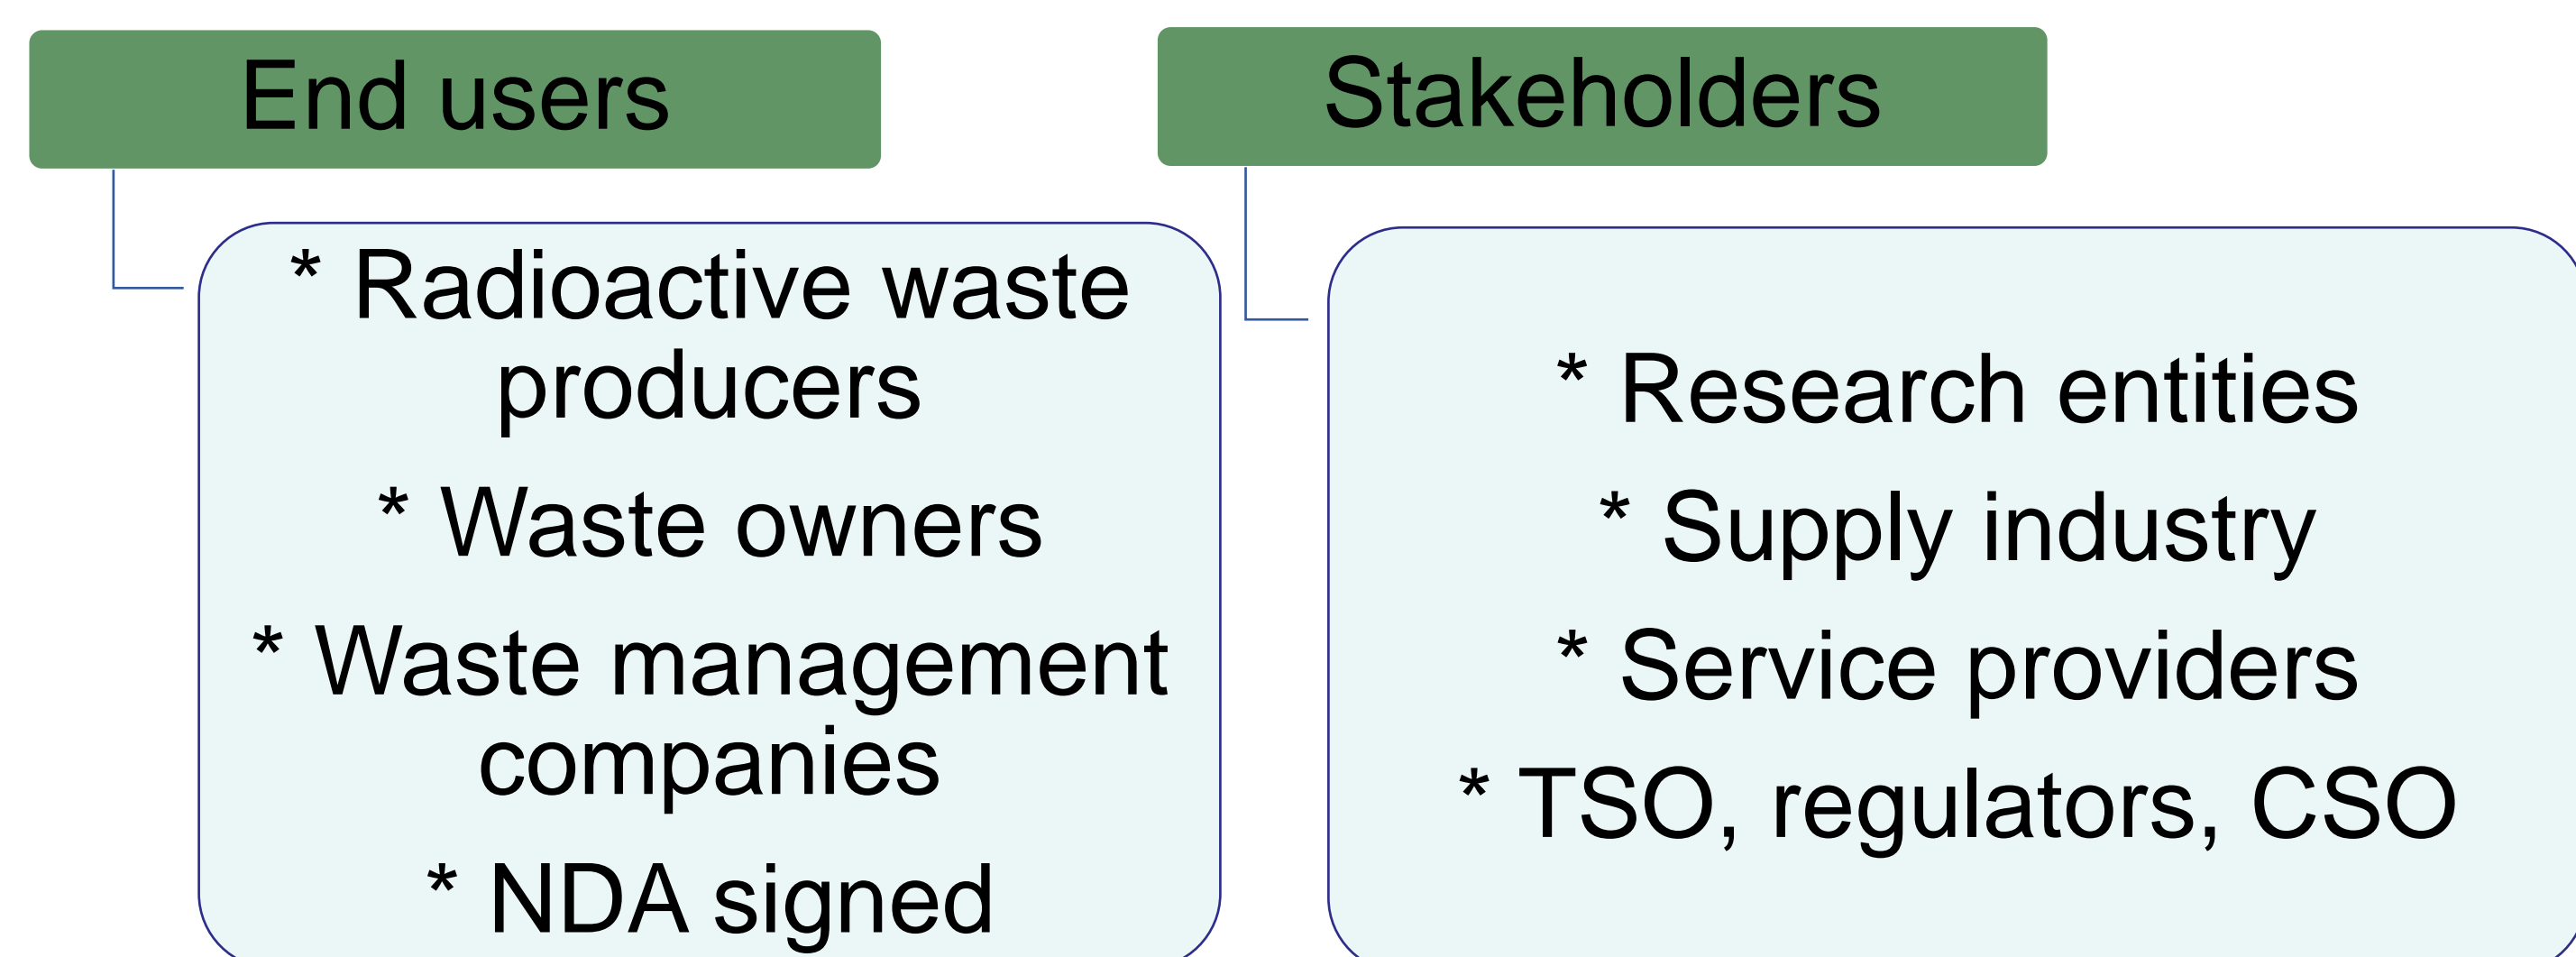 End users
* Radioactive waste
producers
* Waste owners
* Waste management
companies
* NDA signed
Stakeholders
* Research entities
* Supply industry
* Service providers
* TSO, regulators, CSO